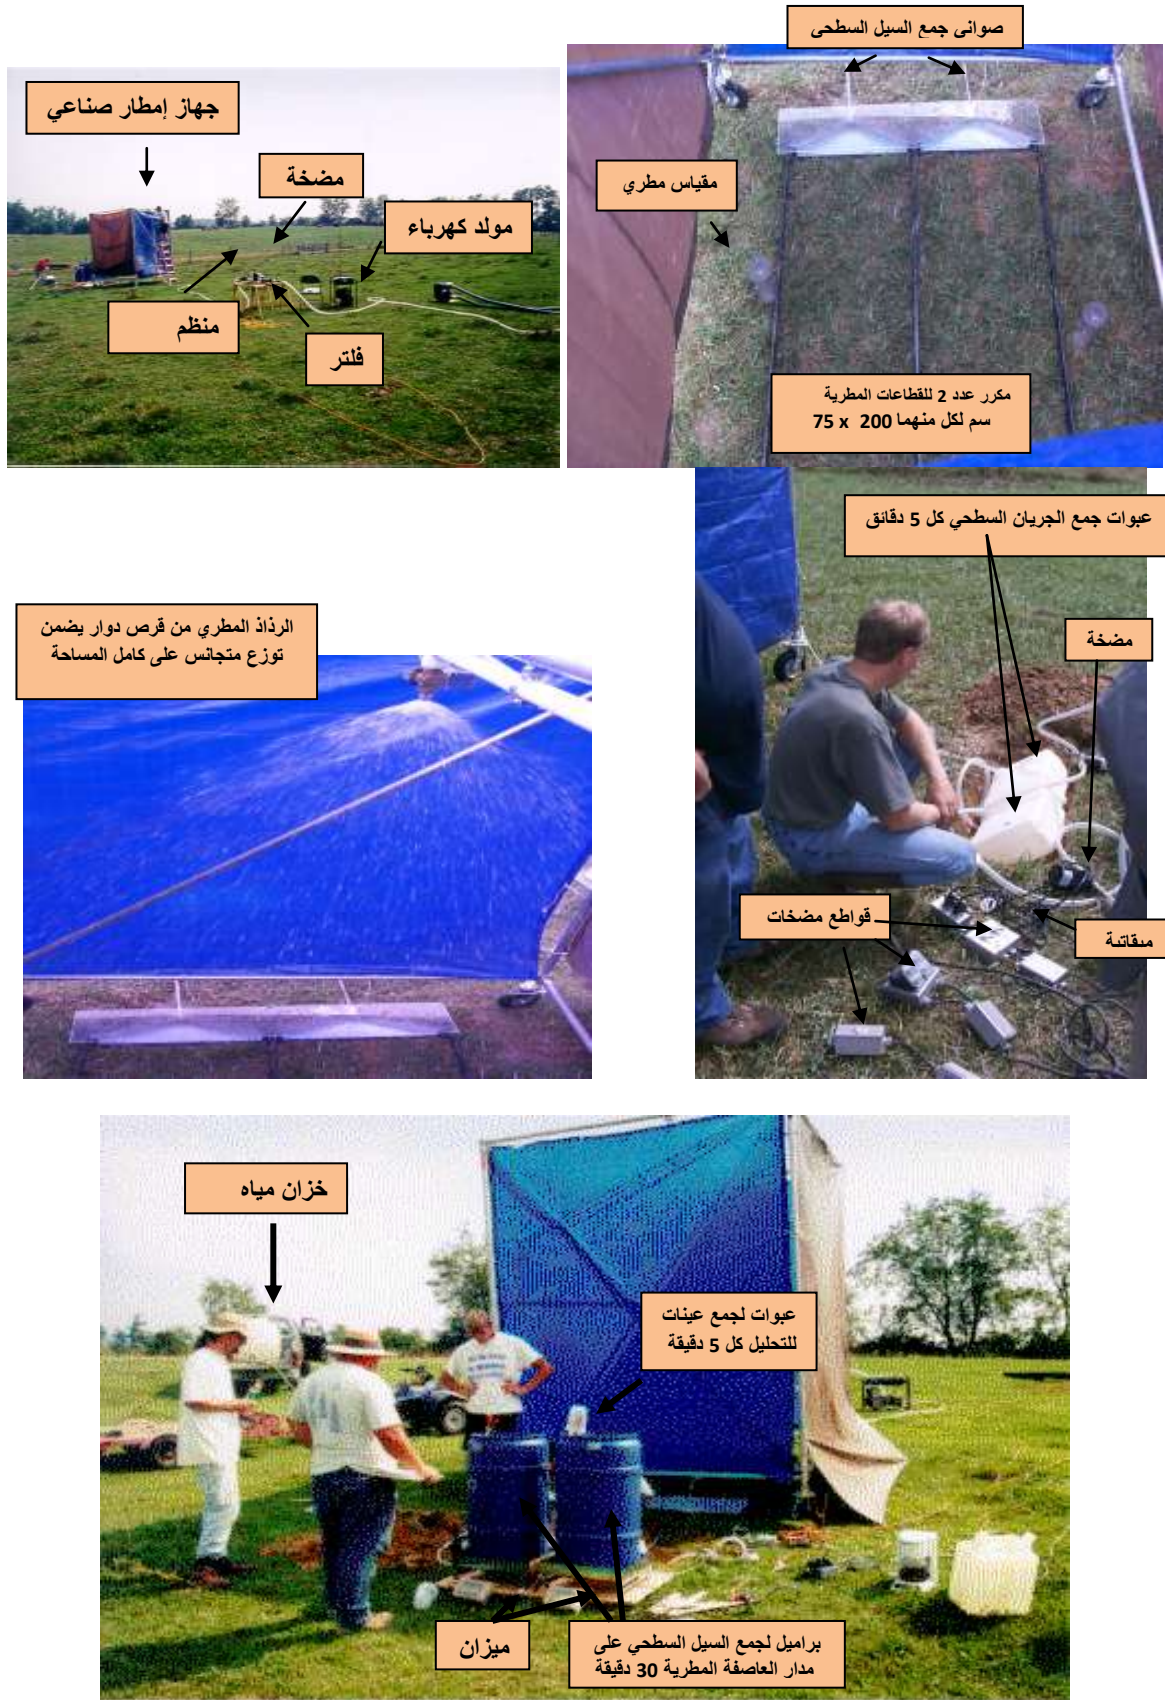 صوانى جمع السيل السطحى
جهاز إمطار صناعي
مضخة
مقياس مطري
مولد كهرباء
منظم
فلتر
مكرر عدد 2 للقطاعات المطرية
75 x 200 سم لكل منهما
عبوات جمع الجريان السطحي كل 5 دقائق
الرذاذ المطري من قرص دوار يضمن
توزع متجانس على كامل المساحة
مضخة
قواطع مضخات
ميقاتية
خزان مياه
عبوات لجمع عينات
للتحليل كل 5 دقيقة
ميزان
براميل لجمع السيل السطحي على
مدار العاصفة المطرية 30 دقيقة